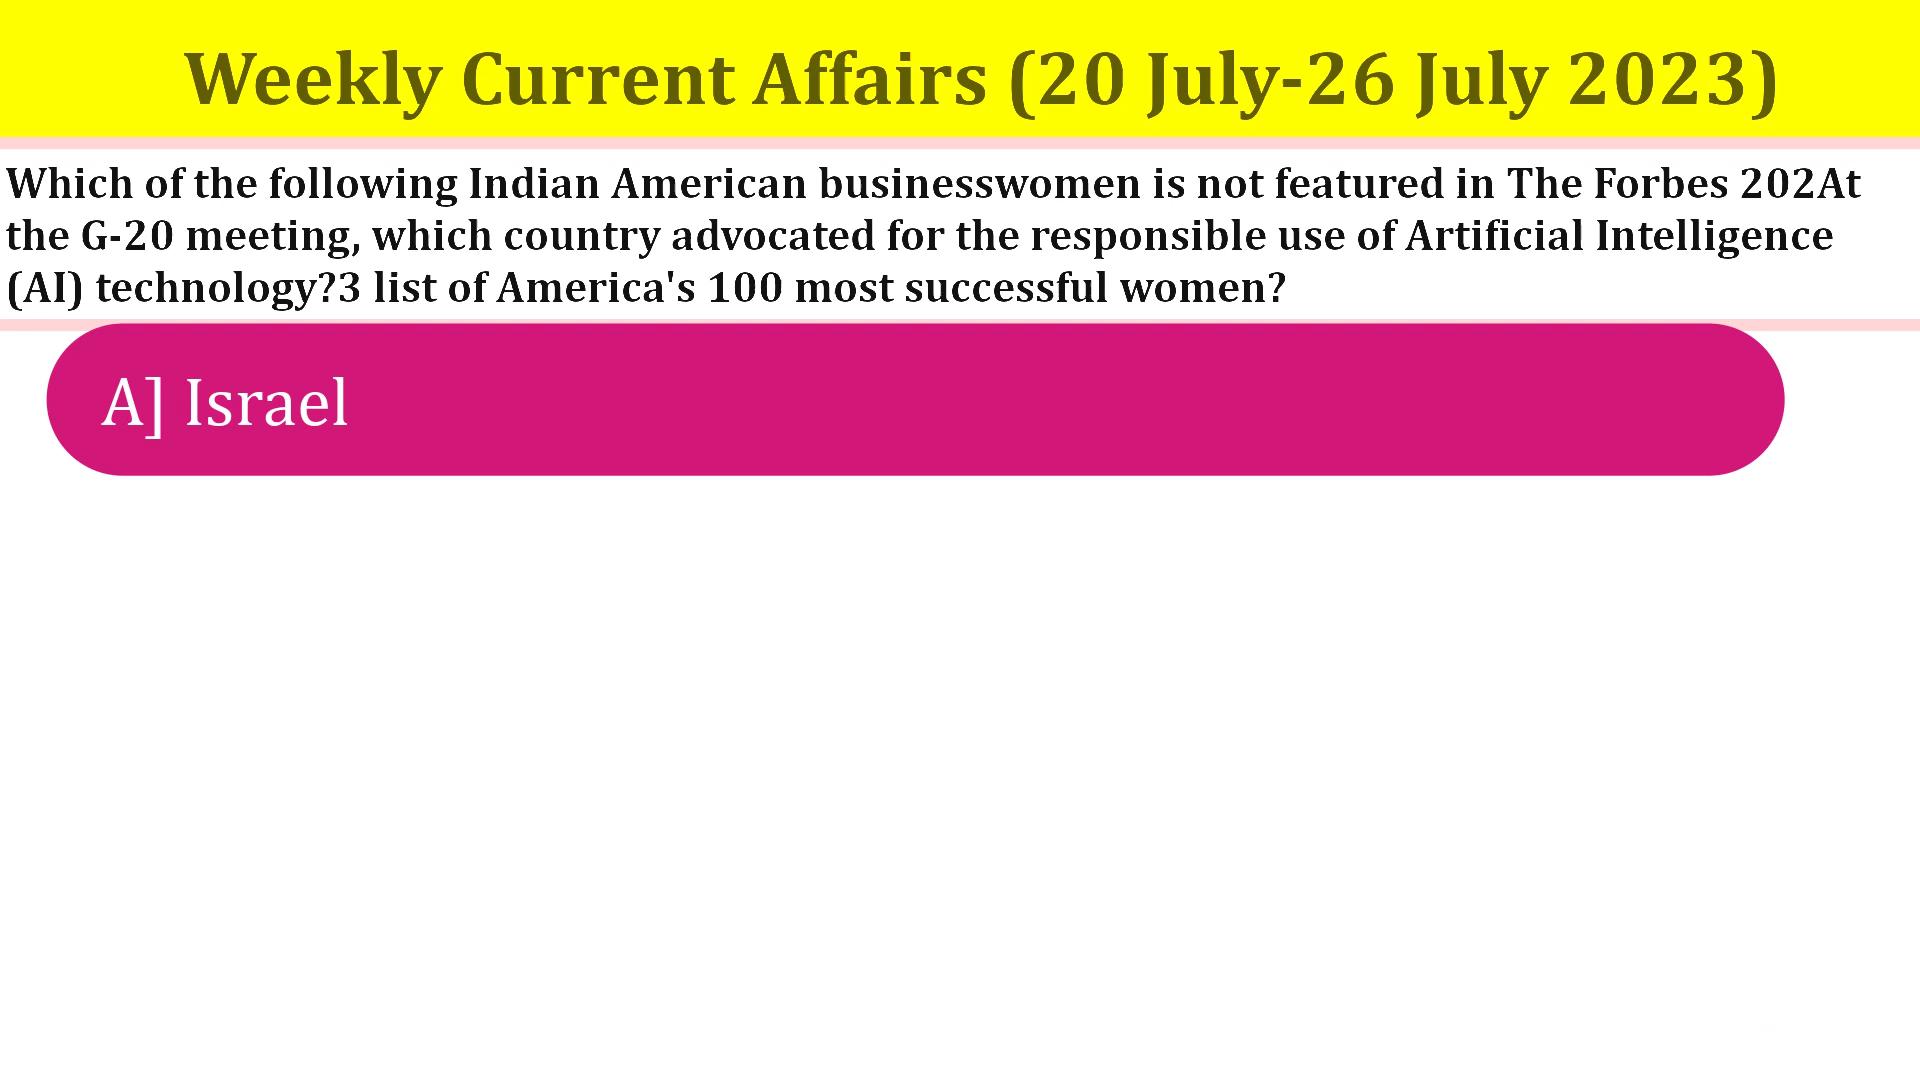 Weekly Current Affairs (20 July-26 July 2023)
Which of the following Indian American businesswomen is not featured in The Forbes 202At
the G-20 meeting, which country advocated for the responsible use of Artificial Intelligence
(AI) technology?3 list of America's 100 most successful women?
A] Israel